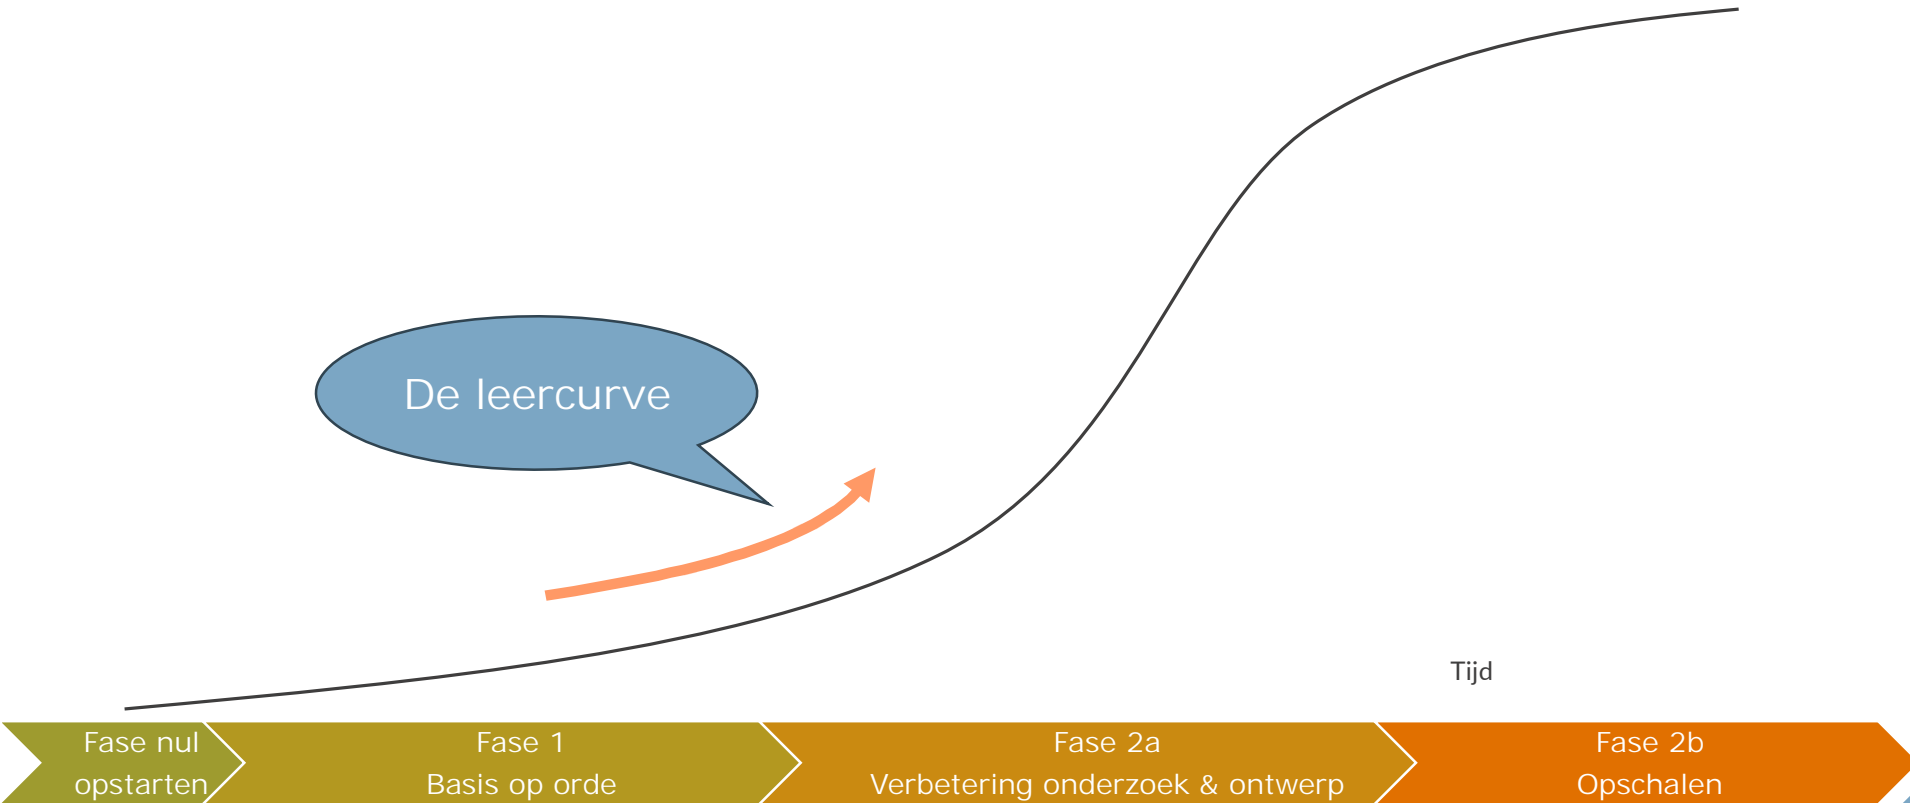 De leercurve
Tijd
Fase nul
opstarten
Fase 1
Basis op orde
Fase 2a
Verbetering onderzoek & ontwerp
Fase 2b
Opschalen